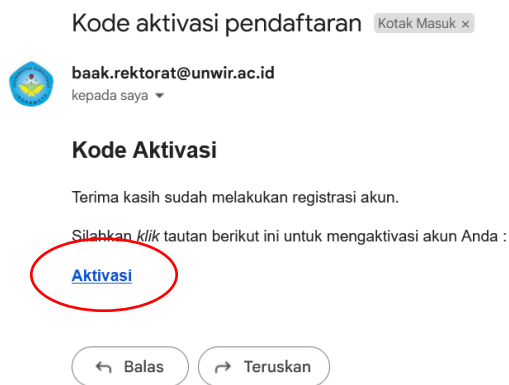 Kode aktivasi pendaftaran Kotak Masuk ×
baak.rektorat@unwir.ac.id
kepada saya
Kode Aktivasi
Terima kasih sudah melakukan registrasi akun.
Silahkan klik tautan berikut ini untuk mengaktivasi akun Anda :
Aktivasi
Balas Teruskan